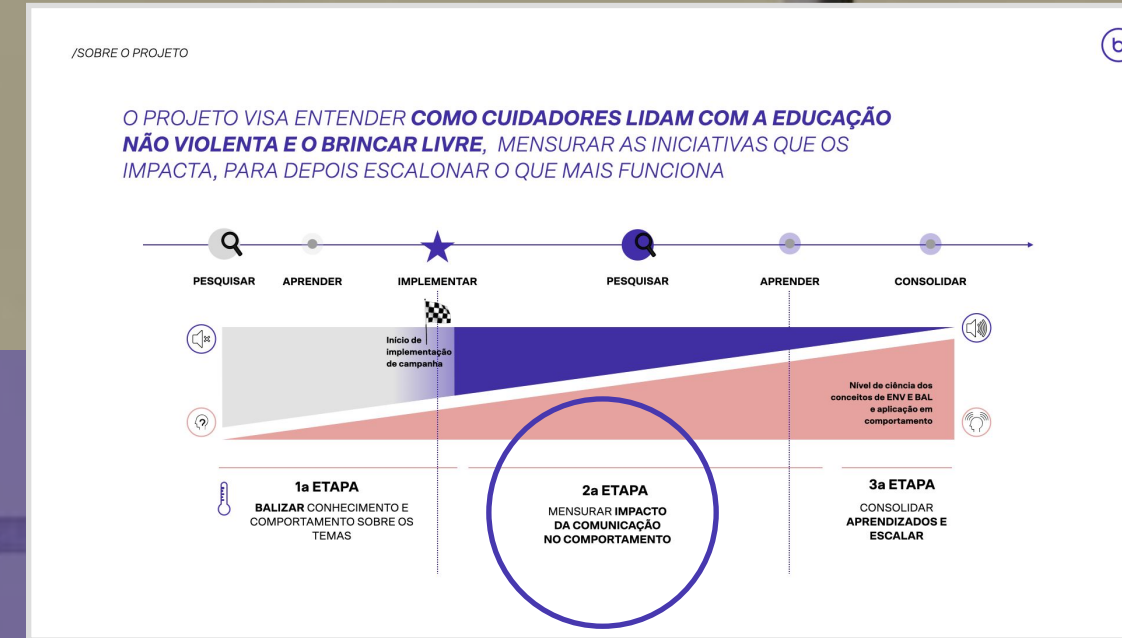 /SOBRE O PROJETO
b
O PROJETO VISA ENTENDER COMO CUIDADORES LIDAM COM A EDUCAÇÃO
NÃO VIOLENTA E O BRINCAR LIVRE, MENSURAR AS INICIATIVAS QUE OS
IMPACTA, PARA DEPOIS ESCALONAR O QUE MAIS FUNCIONA
PESQUISAR
APRENDER
IMPLEMENTAR
PESQUISAR
APRENDER
CONSOLIDAR
Início de
implementação
de campanha
Nível de ciência dos
conceitos de ENV E BAL
e aplicação em
comportamento
1a ETAPA
BALIZAR CONHECIMENTO E
COMPORTAMENTO SOBRE OS
TEMAS
2a ETAPA
MENSURAR IMPACTO
DA COMUNICAÇÃO
NO COMPORTAMENTO
3a ETAPA
CONSOLIDAR
APRENDIZADOS E
ESCALAR